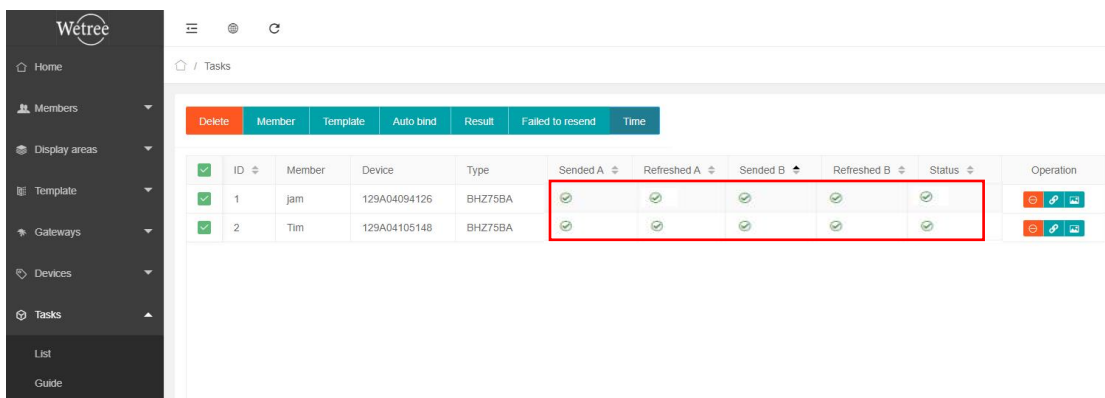 Wetree
Home
/ Tasks
Members
Delete Member Template Auto bind Result Failed to resend Time
Display areas
ID Member Device Type Sended A Refreshed A Sended B Refreshed B Status Operation
Template
1 jam 129A04094126 BHZ75BA
2 Tim 129A04105148 BHZ75BA
Gateways
Devices
Tasks
List
Guide